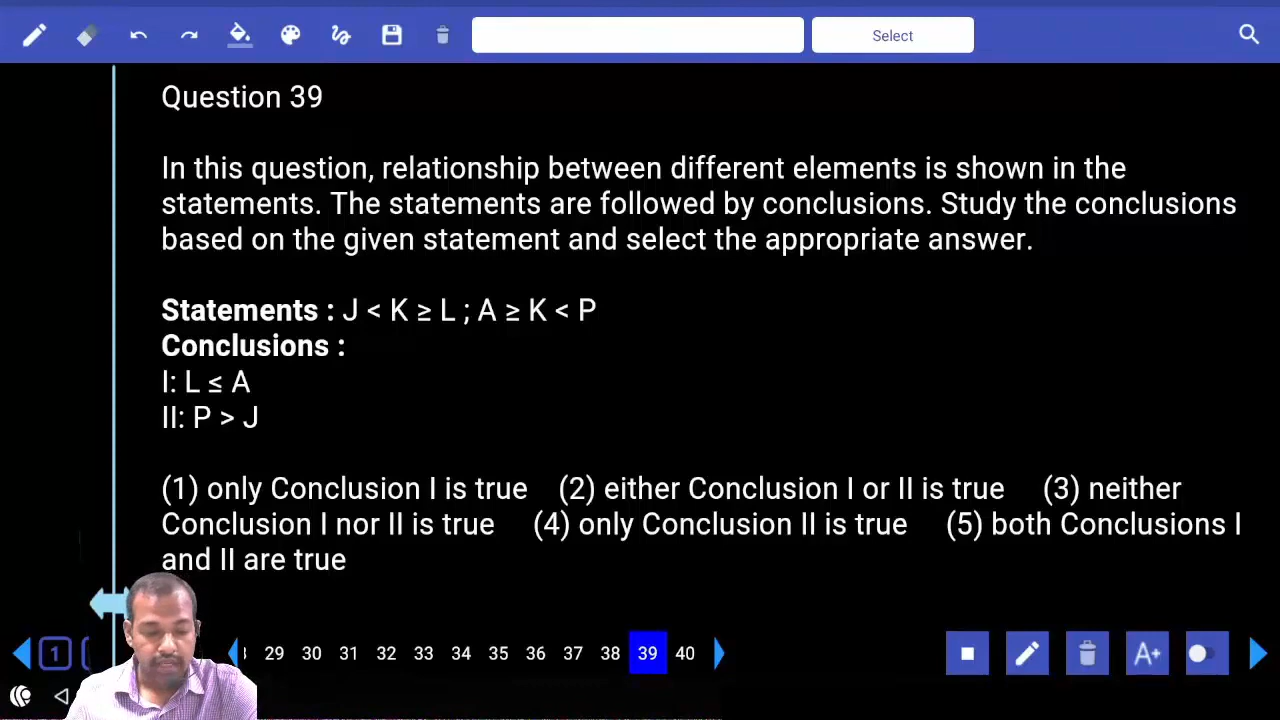 Select
Question 39
In this question, relationship between different elements is shown in the
statements. The statements are followed by conclusions. Study the conclusions
based on the given statement and select the appropriate answer.
Statements : J < K ≥ L ; A ≥ K < P
Conclusions :
I: L ≤ A
II: P > J
(1) only Conclusion I is true (2) either Conclusion I or II is true (3) neither
Conclusion I nor II is true (4) only Conclusion II is true (5) both Conclusions I
and II are true
1 29 30 31 32 33 34 35 36 37 38 39 40 A+